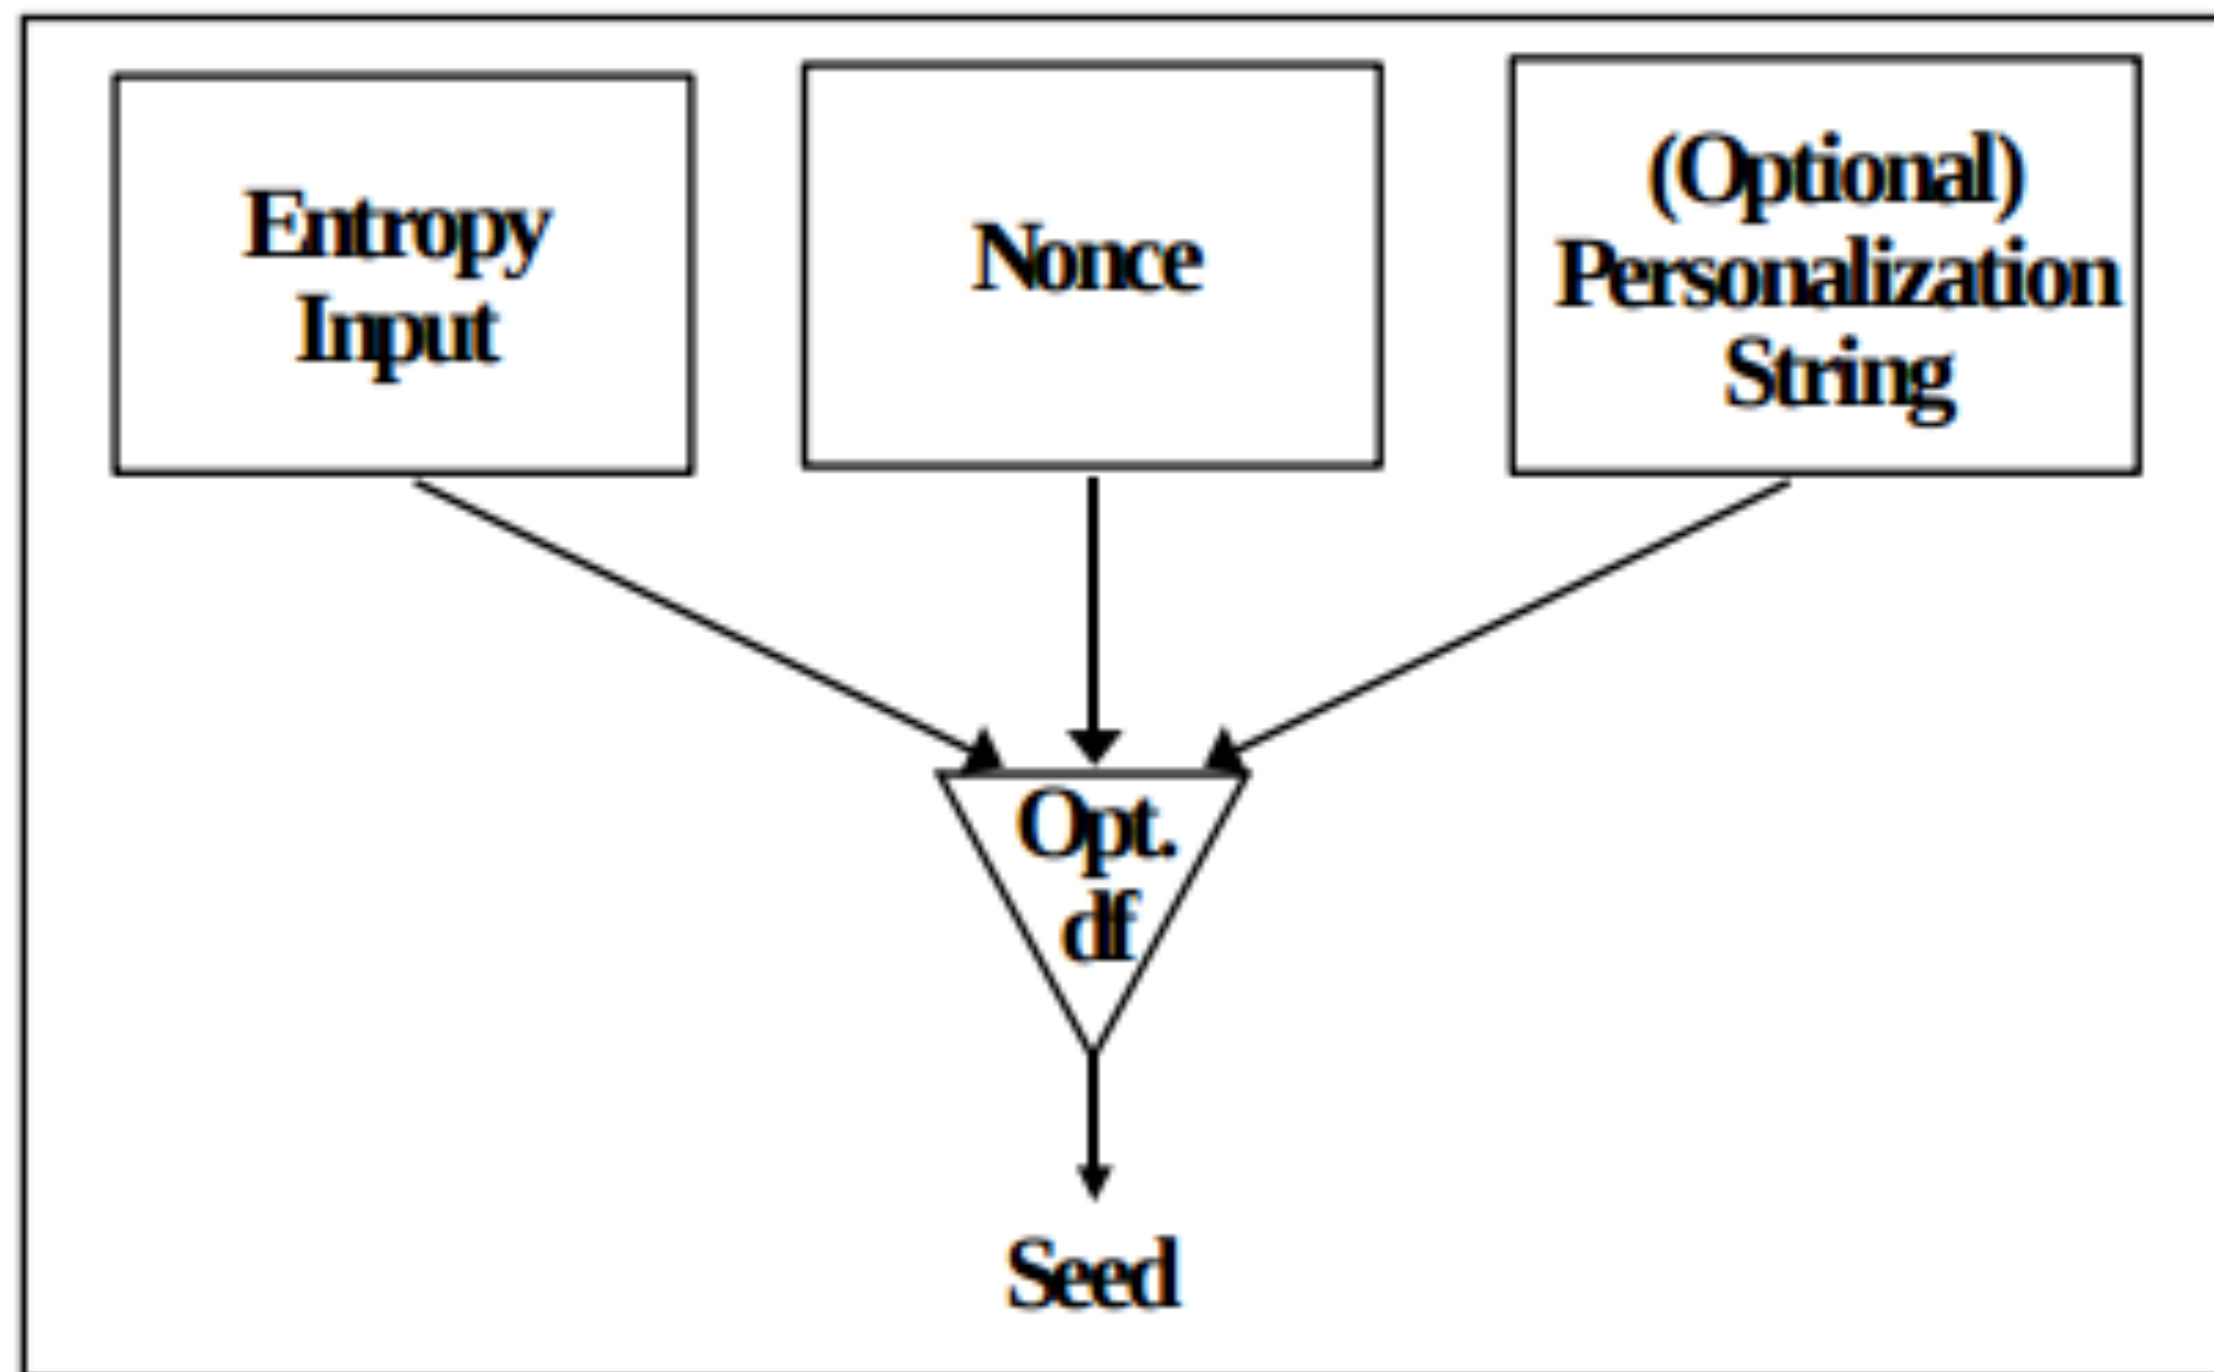 Entropy
Input
Nonce
(Optional)
Personalization
String
Opt.
df
Seed